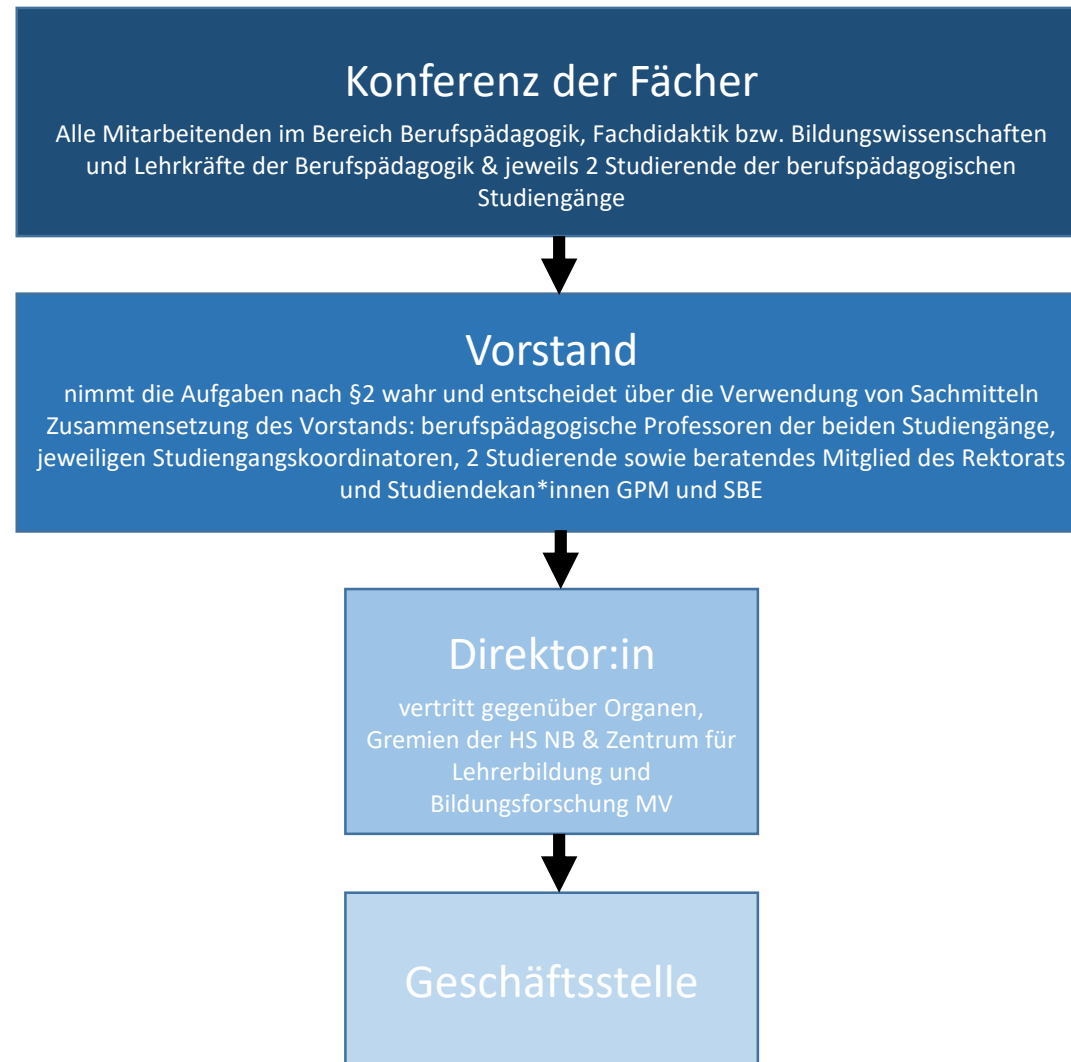 Konferenz der Fächer
Alle Mitarbeitenden im Bereich Berufspädagogik, Fachdidaktik bzw. Bildungswissenschaften
und Lehrkräfte der Berufspädagogik & jeweils 2 Studierende der berufspädagogischen
Studiengänge
Vorstand
nimmt die Aufgaben nach §2 wahr und entscheidet über die Verwendung von Sachmitteln
Zusammensetzung des Vorstands: berufspädagogische Professoren der beiden Studiengänge,
jeweiligen Studiengangskoordinatoren, 2 Studierende sowie beratendes Mitglied des Rektorats
und Studiendekan*innen GPM und SBE
Direktor:in
vertritt gegenüber Organen,
Gremien der HS NB & Zentrum für
Lehrerbildung und
Bildungsforschung MV
Geschäftsstelle